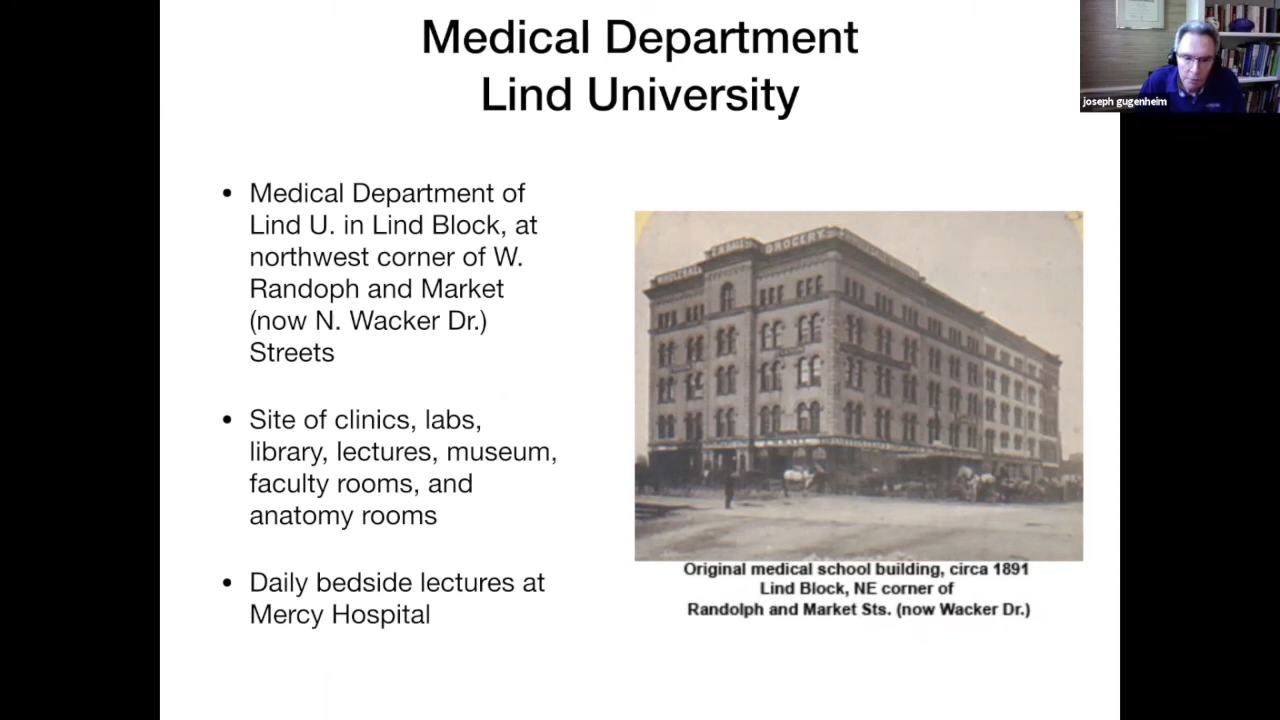 Medical Department
Lind University
joseph gugenheim
• Medical Department of
Lind U. in Lind Block, at
northwest corner of W.
Randoph and Market
(now N. Wacker Dr.)
Streets
• Site of clinics, labs,
library, lectures, museum,
faculty rooms, and
anatomy rooms
• Daily bedside lectures at
Mercy Hospital
GROCERY
Original medical school building, circa 1891
Lind Block, NE corner of
Randolph and Market Sts. (now Wacker Dr.)